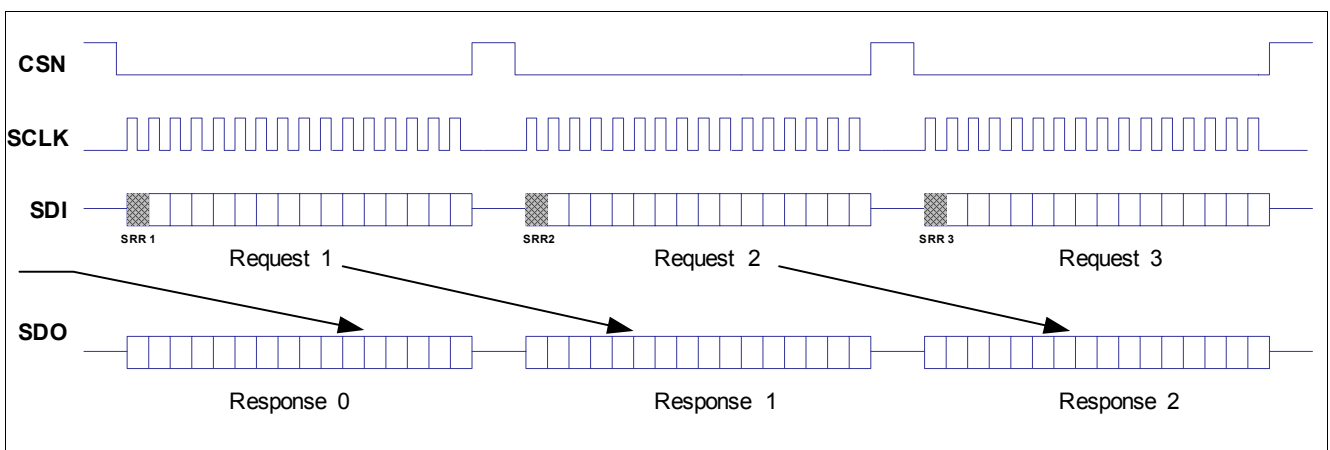 CSN
SCLK
SDI
SRR 1
SRR2
SRR 3
Request 1
Request 2
Request 3
SDO
Response 0
Response 1
Response 2